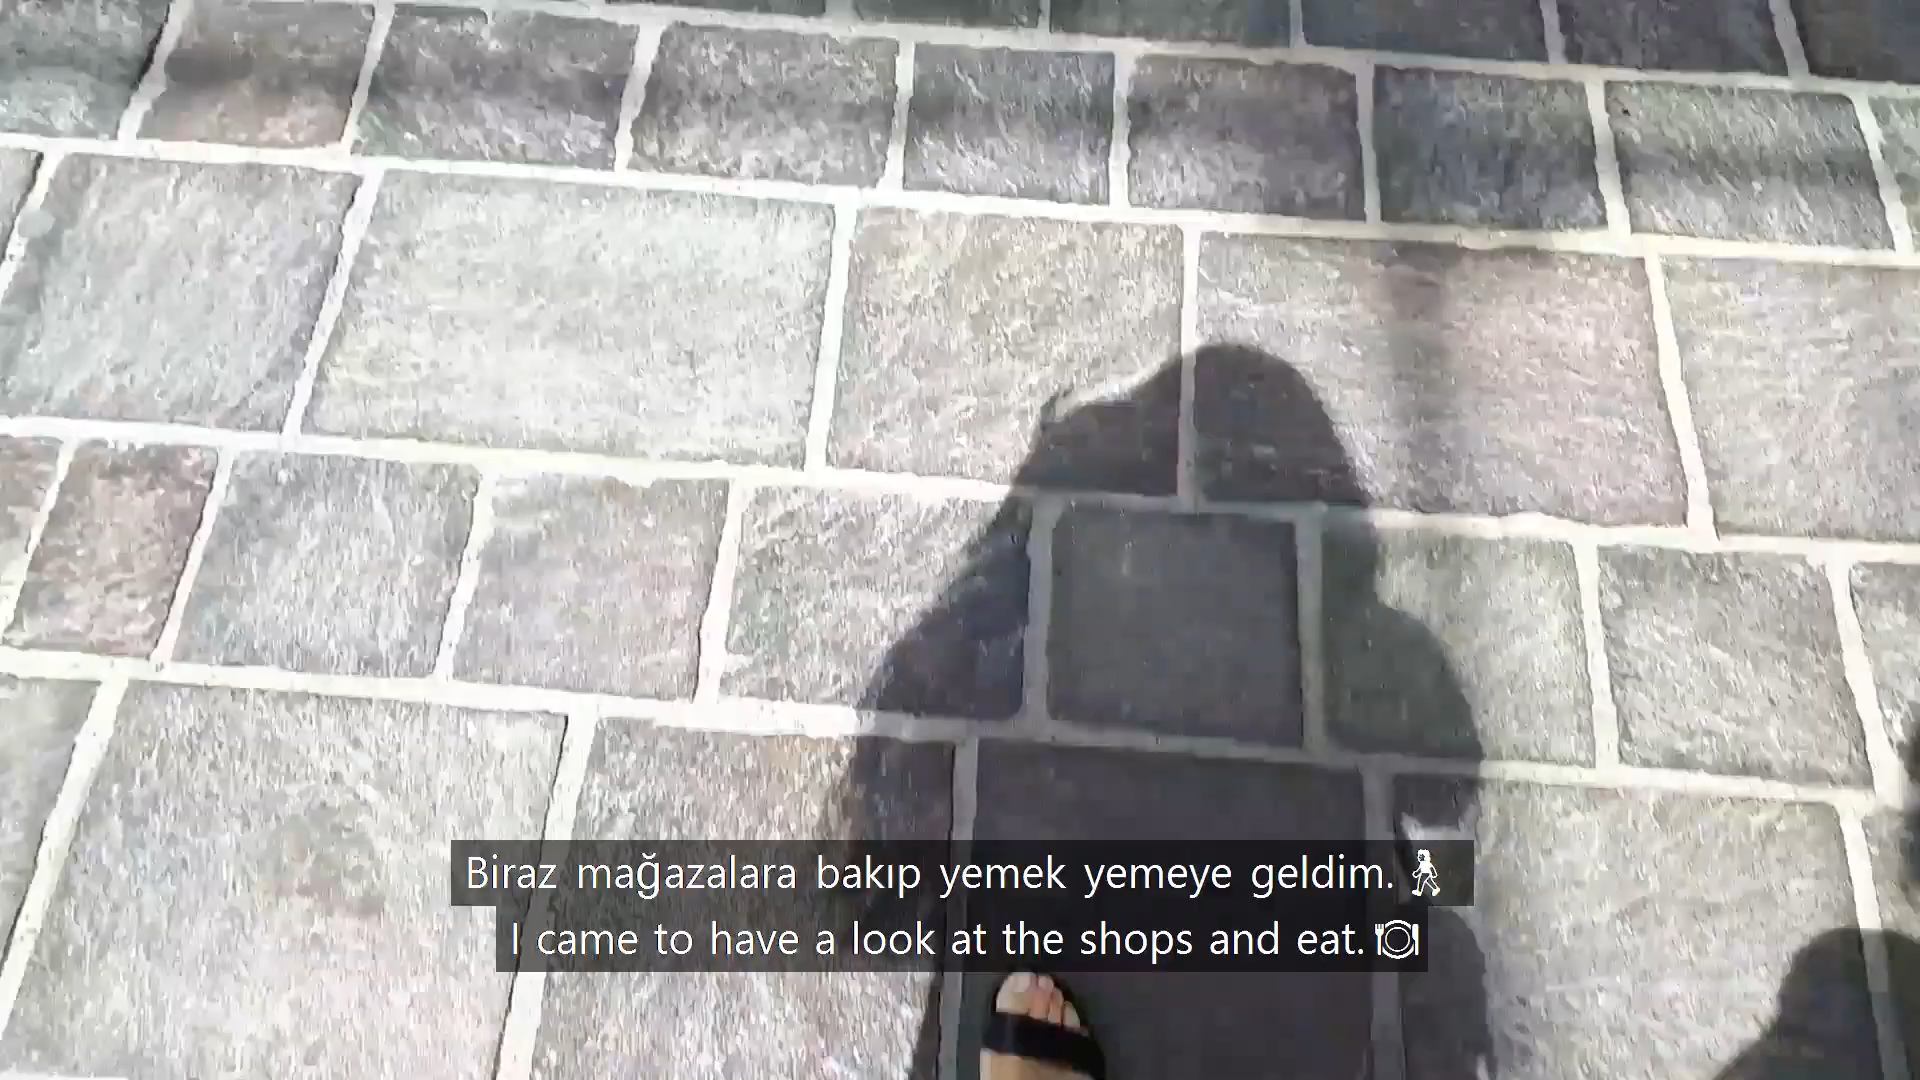 Biraz mağazalara bakıp yemek yemeye geldim.🚶‍♀️
I came to have a look at the shops and eat.🍽